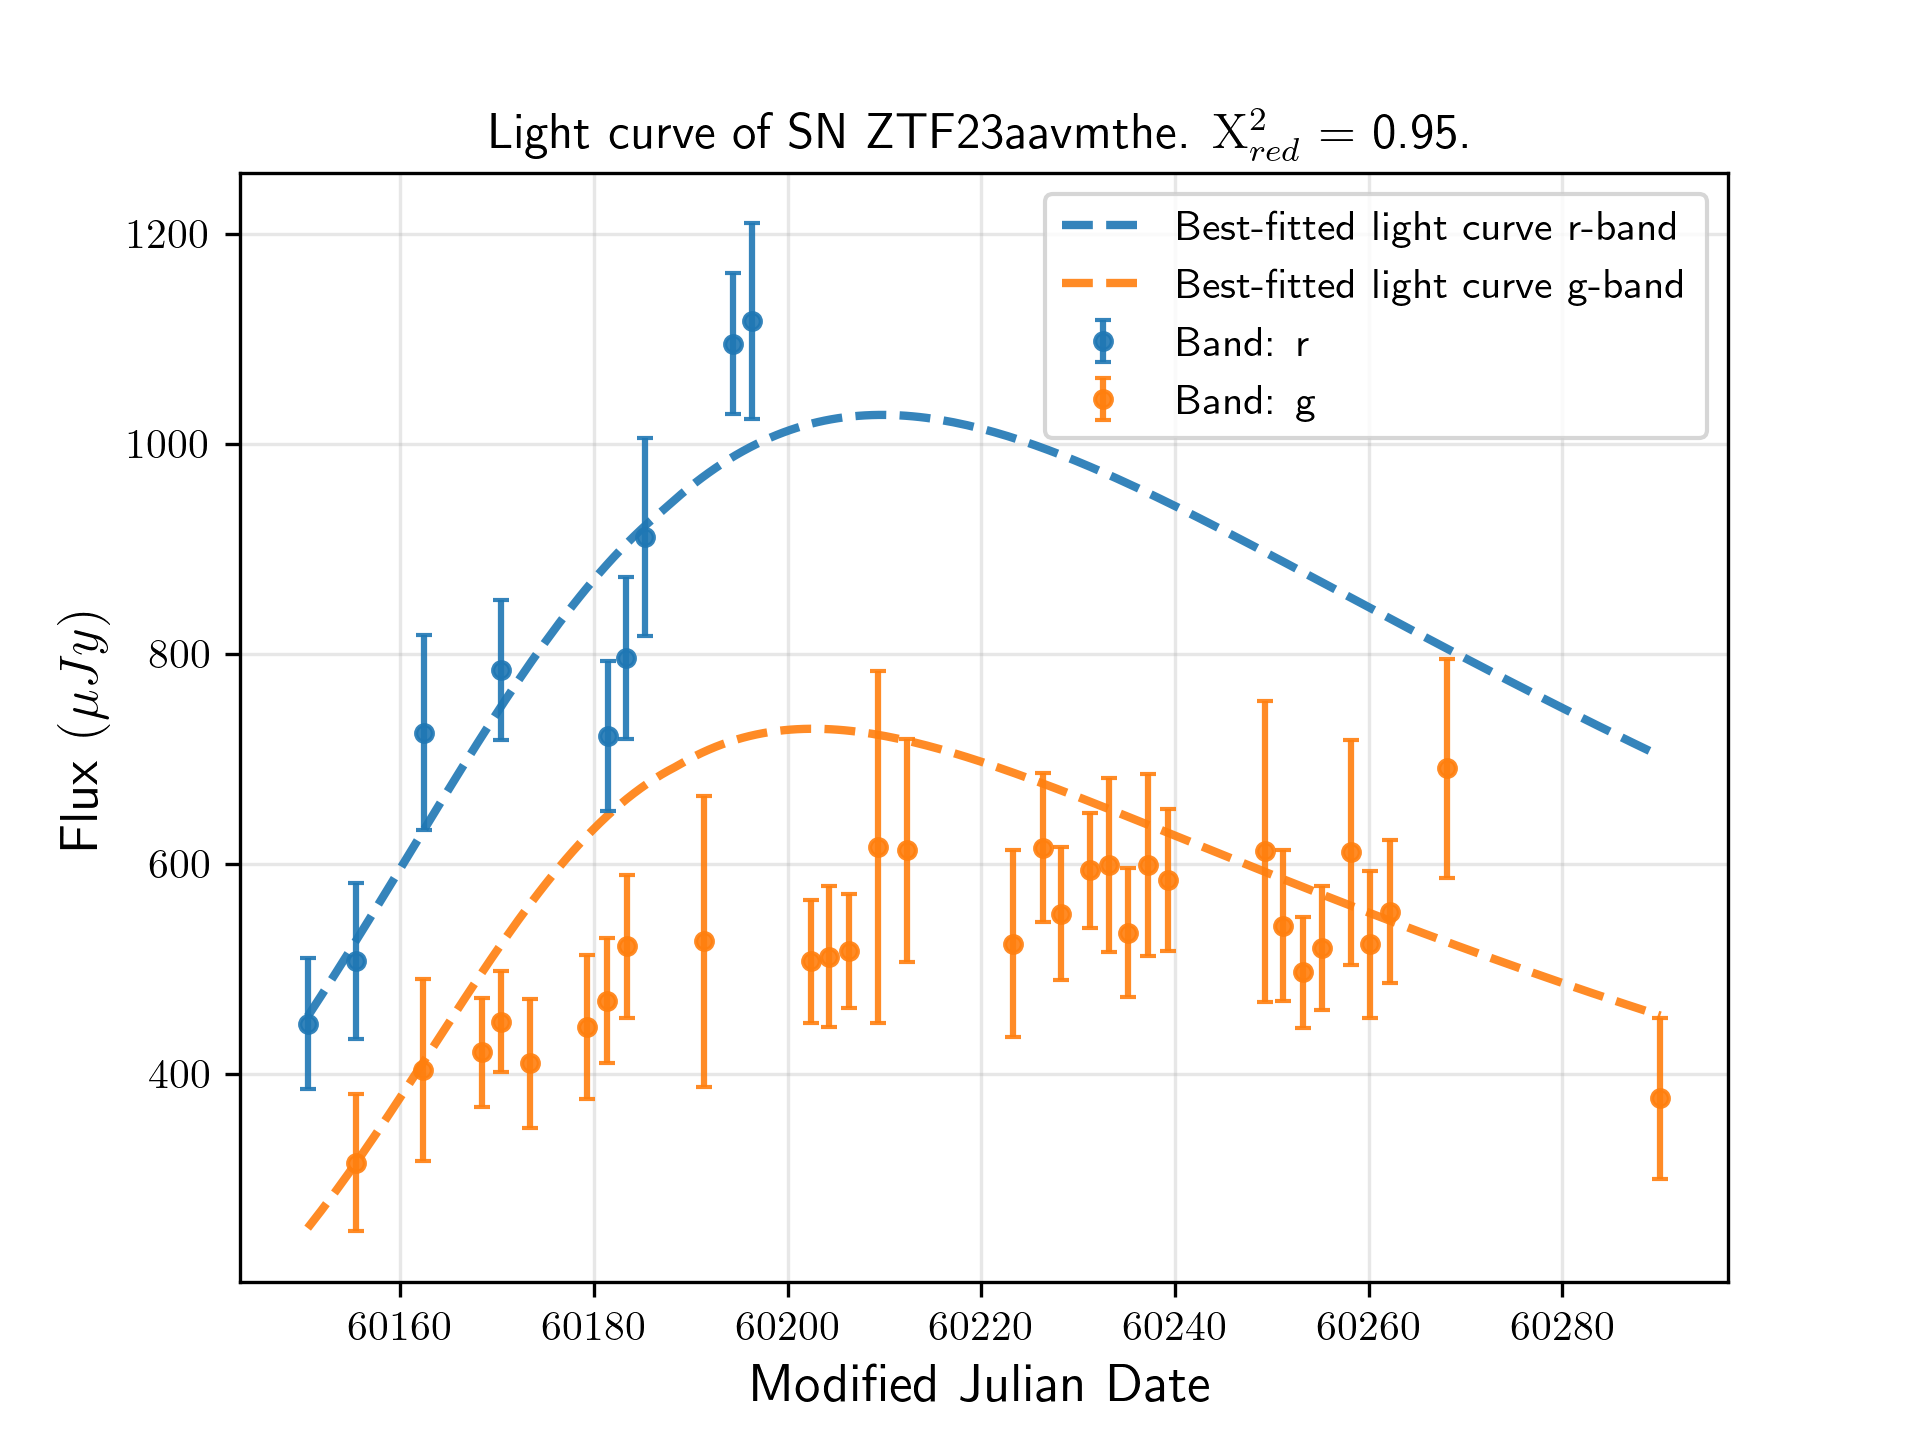 Light curve of SN ZTF23aavmthe. X²_red = 0.95.
Best-fitted light curve r-band
Best-fitted light curve g-band
Band: r
Band: g
1200
1000
800
600
400
Flux (μJy)
60160 60180 60200 60220 60240 60260 60280
Modified Julian Date